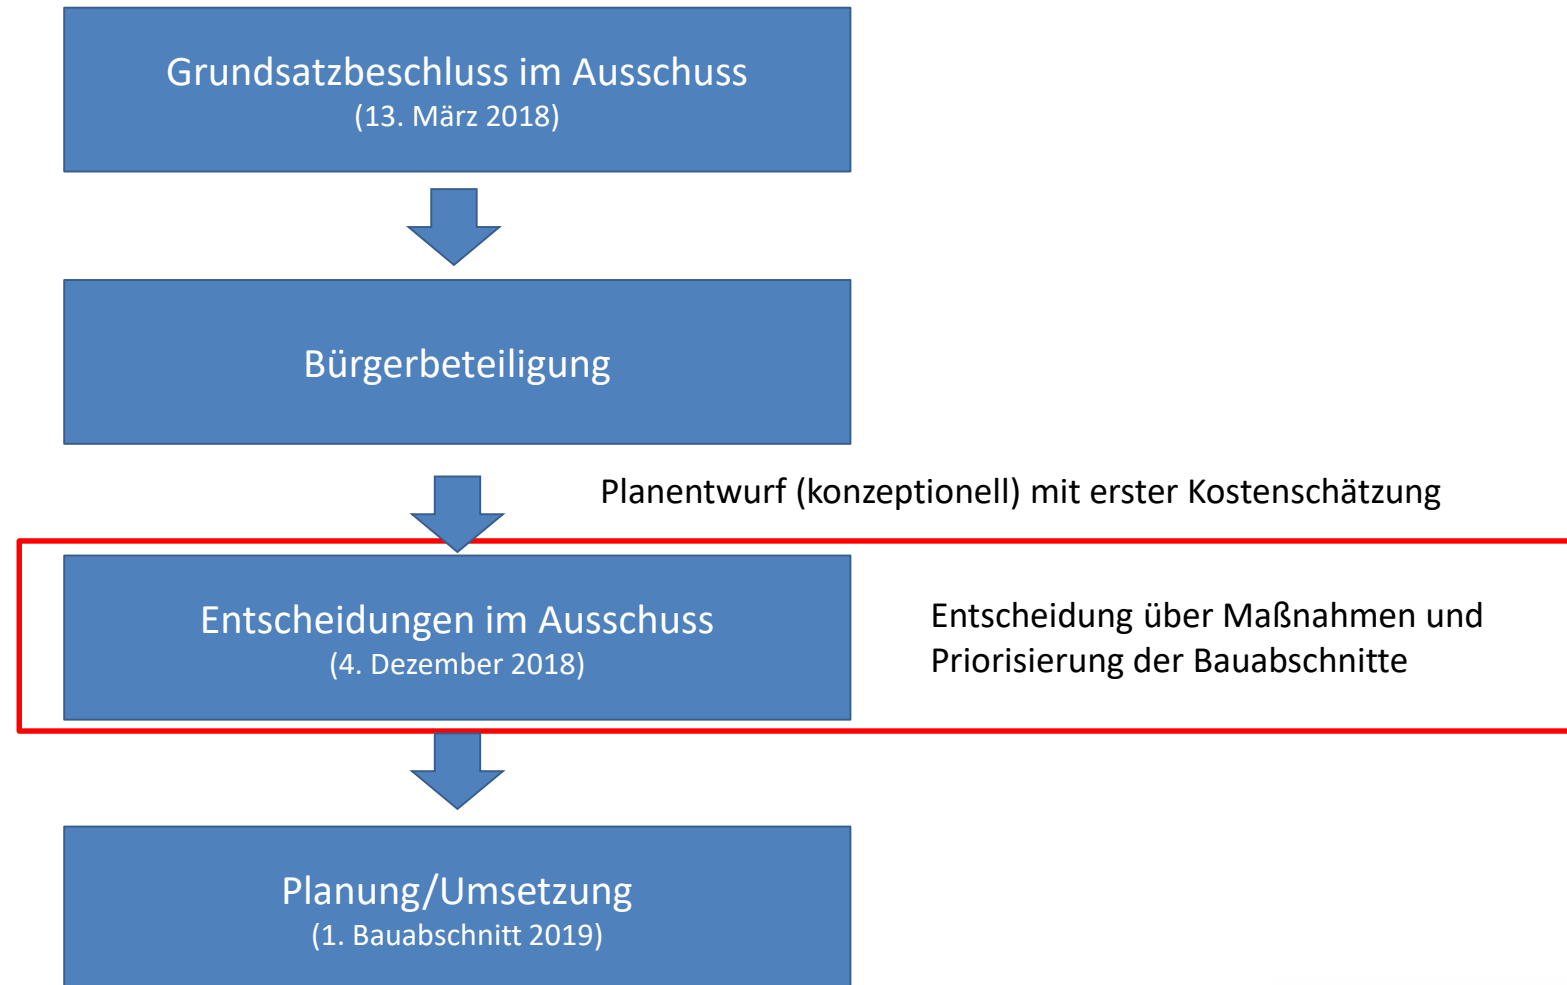 Grundsatzbeschluss im Ausschuss
(13. März 2018)
Bürgerbeteiligung
Planentwurf (konzeptionell) mit erster Kostenschätzung
Entscheidungen im Ausschuss
(4. Dezember 2018)
Entscheidung über Maßnahmen und
Priorisierung der Bauabschnitte
Planung/Umsetzung
(1. Bauabschnitt 2019)